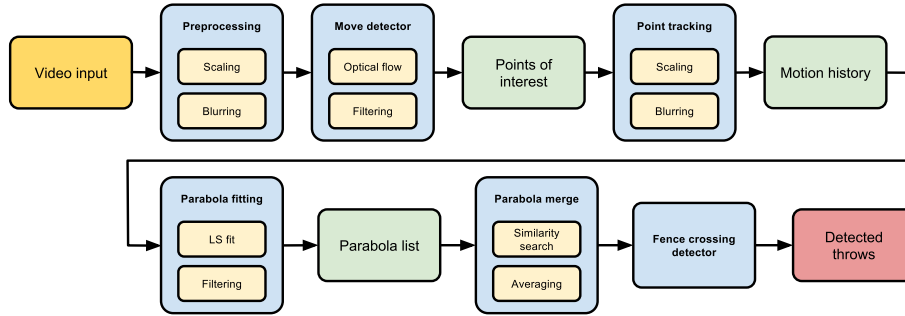 Preprocessing
Move detector
Point tracking
Video input
Scaling
Blurring
Optical flow
Filtering
Points of
interest
Scaling
Blurring
Motion history
Parabola fitting
LS fit
Filtering
Parabola list
Parabola merge
Similarity
search
Averaging
Fence crossing
detector
Detected
throws